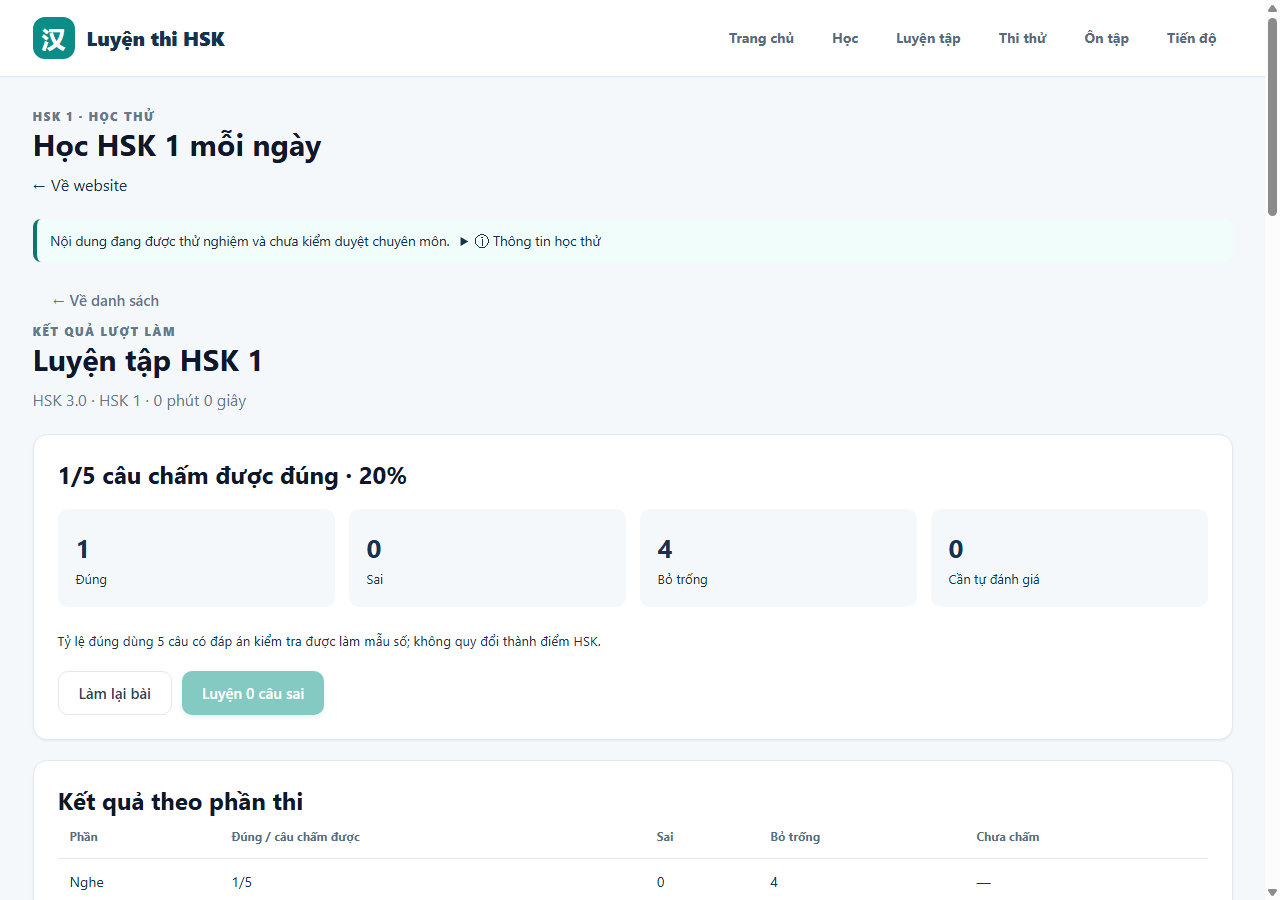 汉 Luyện thi HSK
Trang chủ Học Luyện tập Thi thử Ôn tập Tiến độ
HSK 1 · HỌC THỬ
Học HSK 1 mỗi ngày
← Về website
Nội dung đang được thử nghiệm và chưa kiểm duyệt chuyên môn. ▶ ⓘ Thông tin học thử
← Về danh sách
KẾT QUẢ LƯỢT LÀM
Luyện tập HSK 1
HSK 3.0 · HSK 1 · 0 phút 0 giây
1/5 câu chấm được đúng · 20%
1 0 4 0
Đúng Sai Bỏ trống Cần tự đánh giá
Tỷ lệ đúng dùng 5 câu có đáp án kiểm tra được làm mẫu số; không quy đổi thành điểm HSK.
Làm lại bài Luyện 0 câu sai
Kết quả theo phần thi
Phần Đúng / câu chấm được Sai Bỏ trống Chưa chấm
Nghe 1/5 0 4 —